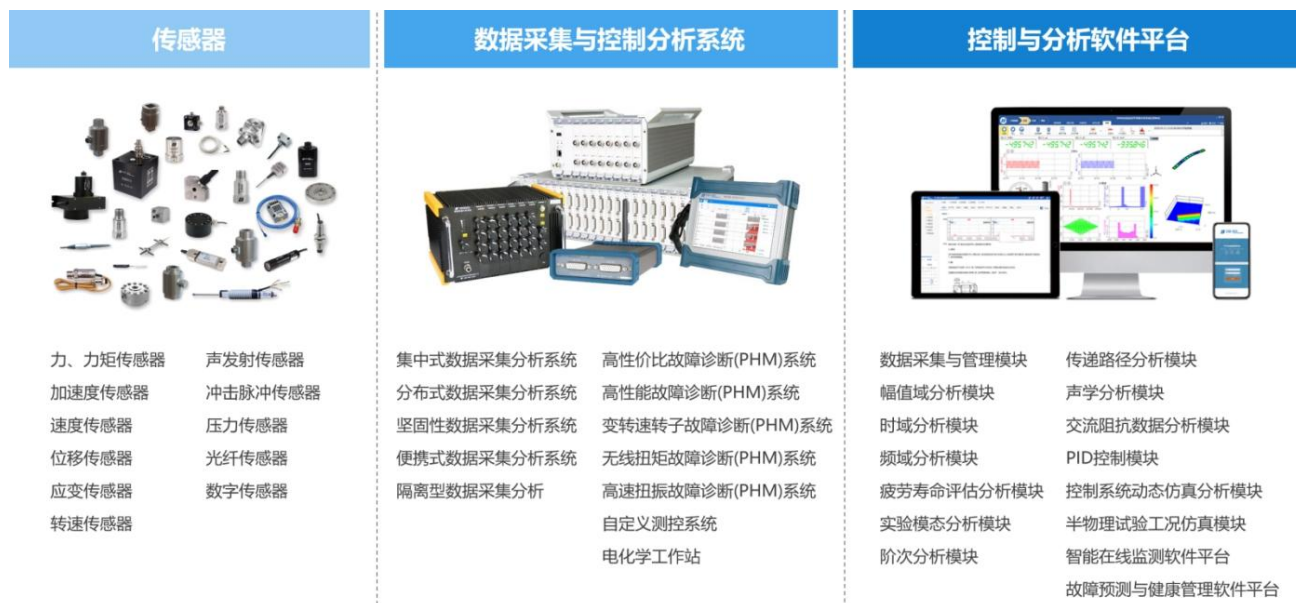 传感器
力、力矩传感器
加速度传感器
速度传感器
位移传感器
应变传感器
转速传感器
声发射传感器
冲击脉冲传感器
压力传感器
光纤传感器
数字传感器
数据采集与控制分析系统
集中式数据采集分析系统
分布式数据采集分析系统
坚固性数据采集分析系统
便携式数据采集分析系统
隔离型数据采集分析
高性价比故障诊断(PHM)系统
高性能故障诊断(PHM)系统
变转速转子故障诊断(PHM)系统
无线扭矩故障诊断(PHM)系统
高速扭振故障诊断(PHM)系统
自定义测控系统
电化学工作站
控制与分析软件平台
数据采集与管理模块
幅值域分析模块
时域分析模块
频域分析模块
疲劳寿命评估分析模块
实验模态分析模块
阶次分析模块
传递路径分析模块
声学分析模块
交流阻抗数据分析模块
PID控制模块
控制系统动态仿真分析模块
半物理试验工况仿真模块
智能在线监测软件平台
故障预测与健康管理软件平台